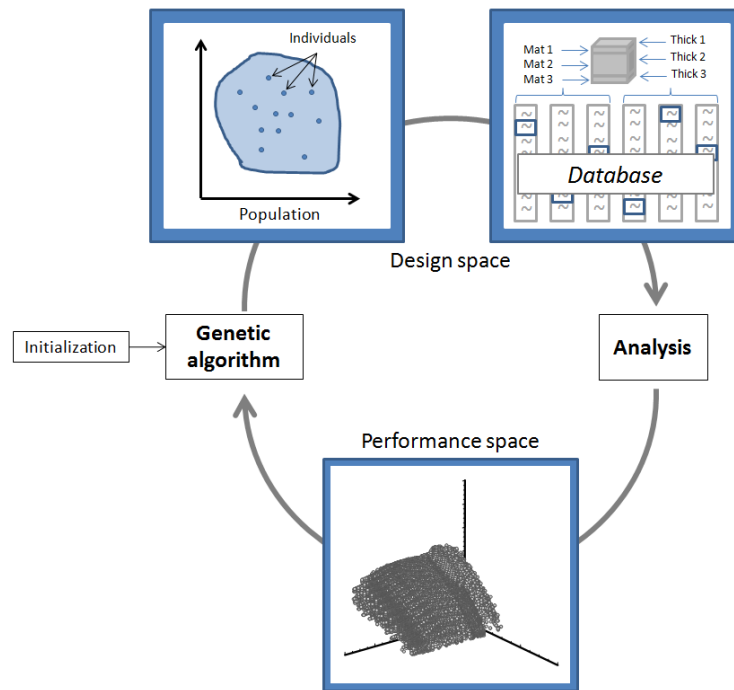 Individuals
Population
Mat 1
Mat 2
Mat 3
Thick 1
Thick 2
Thick 3
Database
Design space
Initialization
Genetic
algorithm
Analysis
Performance space